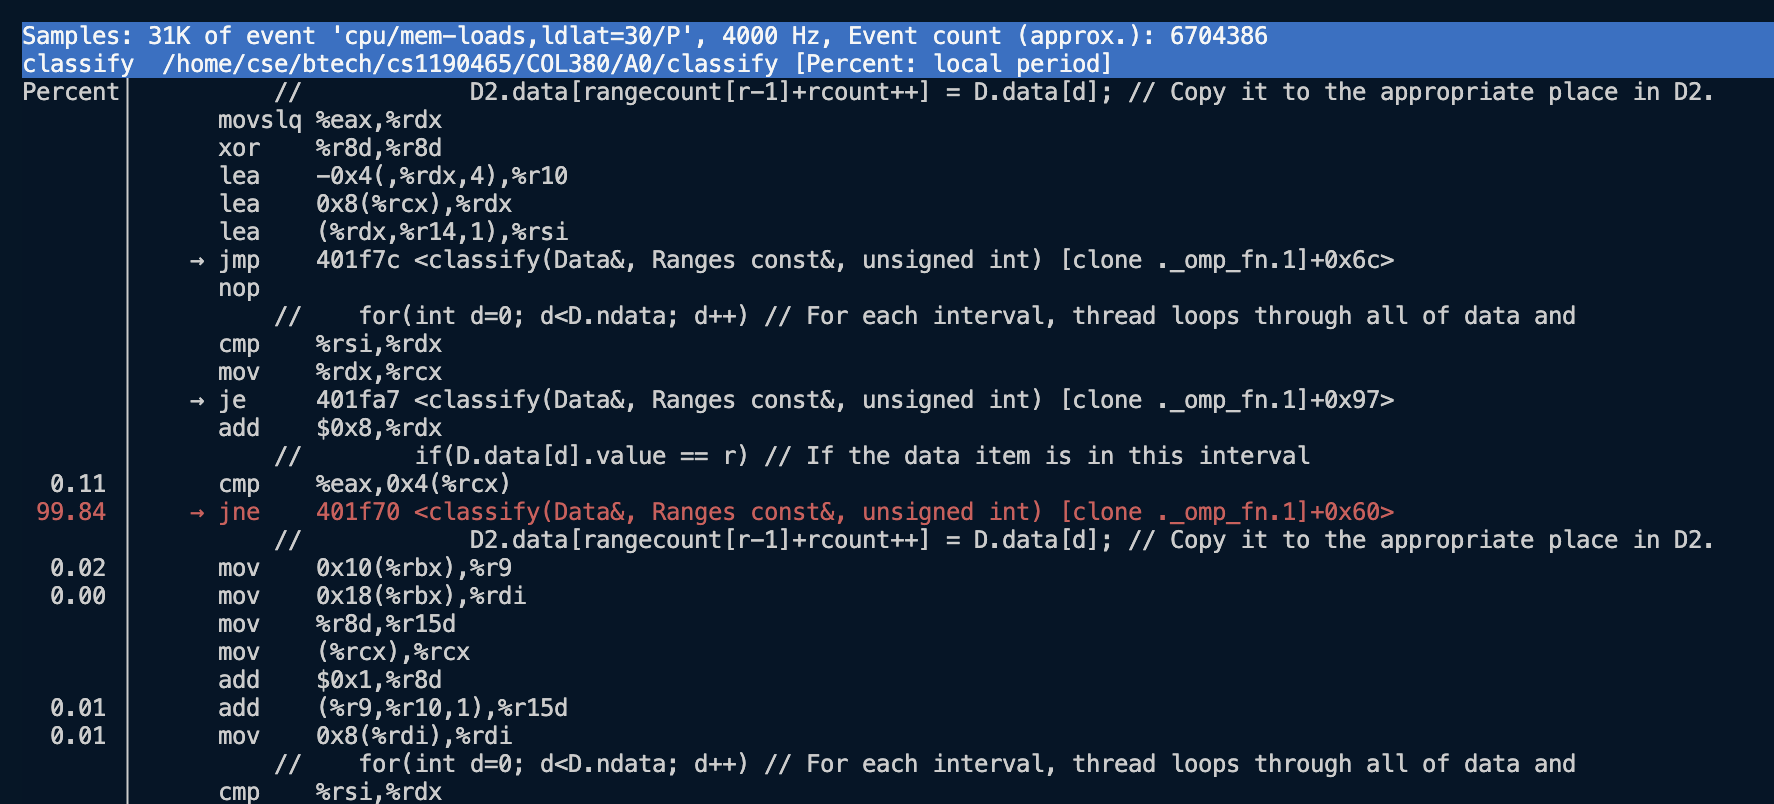 Samples: 31K of event 'cpu/mem-loads,ldlat=30/P', 4000 Hz, Event count (approx.): 6704386
classify  /home/cse/btech/cs1190465/COL380/A0/classify [Percent: local period]
Percent│          //            D2.data[rangecount[r-1]+rcount++] = D.data[d]; // Copy it to the appropriate place in D2.
       │      movslq %eax,%rdx
       │      xor    %r8d,%r8d
       │      lea    -0x4(,%rdx,4),%r10
       │      lea    0x8(%rcx),%rdx
       │      lea    (%rdx,%r14,1),%rsi
       │    → jmp    401f7c <classify(Data&, Ranges const&, unsigned int) [clone ._omp_fn.1]+0x6c>
       │      nop
       │          //    for(int d=0; d<D.ndata; d++) // For each interval, thread loops through all of data and
       │      cmp    %rsi,%rdx
       │      mov    %rdx,%rcx
       │    → je     401fa7 <classify(Data&, Ranges const&, unsigned int) [clone ._omp_fn.1]+0x97>
       │      add    $0x8,%rdx
       │          //        if(D.data[d].value == r) // If the data item is in this interval
  0.11 │      cmp    %eax,0x4(%rcx)
 99.84 │    → jne    401f70 <classify(Data&, Ranges const&, unsigned int) [clone ._omp_fn.1]+0x60>
       │          //            D2.data[rangecount[r-1]+rcount++] = D.data[d]; // Copy it to the appropriate place in D2.
  0.02 │      mov    0x10(%rbx),%r9
  0.00 │      mov    0x18(%rbx),%rdi
       │      mov    %r8d,%r15d
       │      mov    (%rcx),%rcx
       │      add    $0x1,%r8d
  0.01 │      add    (%r9,%r10,1),%r15d
  0.01 │      mov    0x8(%rdi),%rdi
       │          //    for(int d=0; d<D.ndata; d++) // For each interval, thread loops through all of data and
       │      cmp    %rsi,%rdx